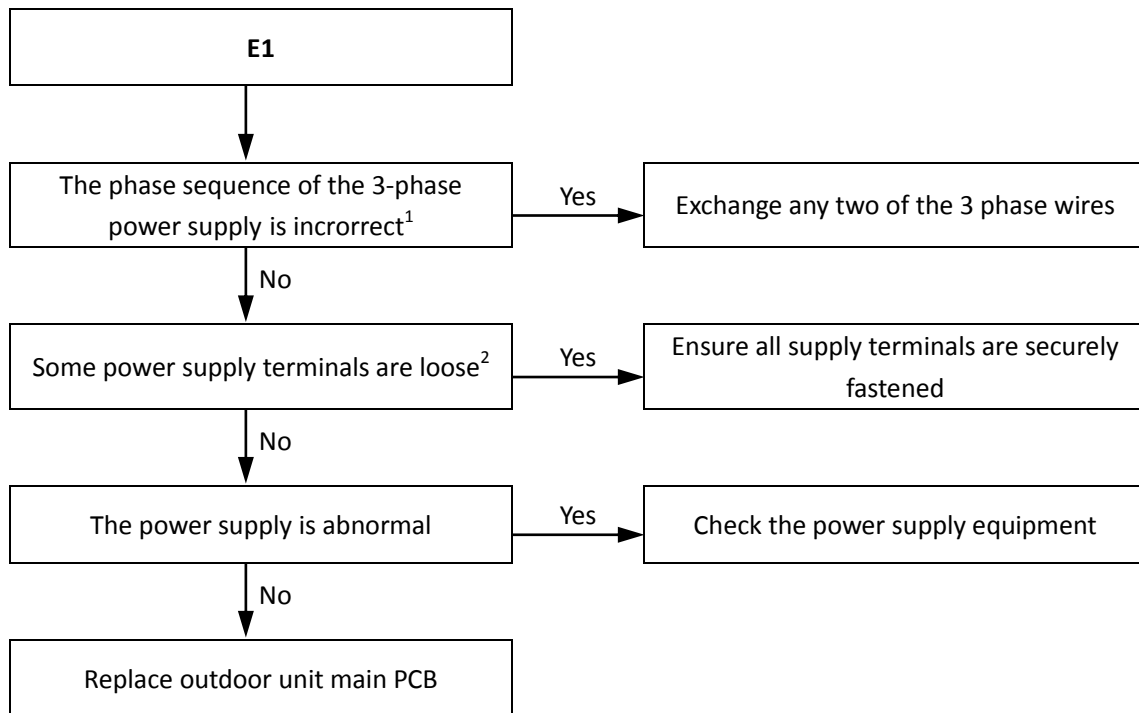 E1
The phase sequence of the 3-phase
power supply is incrorrect¹
Yes
Exchange any two of the 3 phase wires
No
Some power supply terminals are loose²
Yes
Ensure all supply terminals are securely
fastened
No
The power supply is abnormal
Yes
Check the power supply equipment
No
Replace outdoor unit main PCB